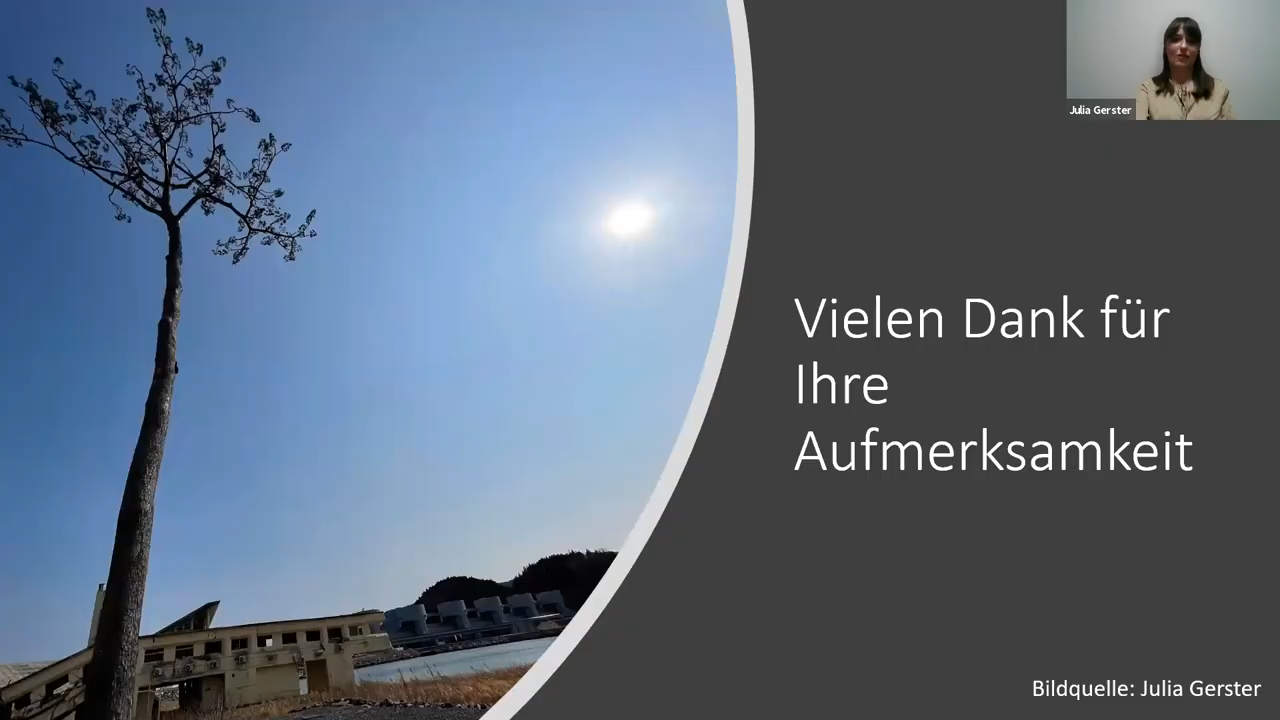 Julia Gerster
Vielen Dank für
Ihre
Aufmerksamkeit
Bildquelle: Julia Gerster